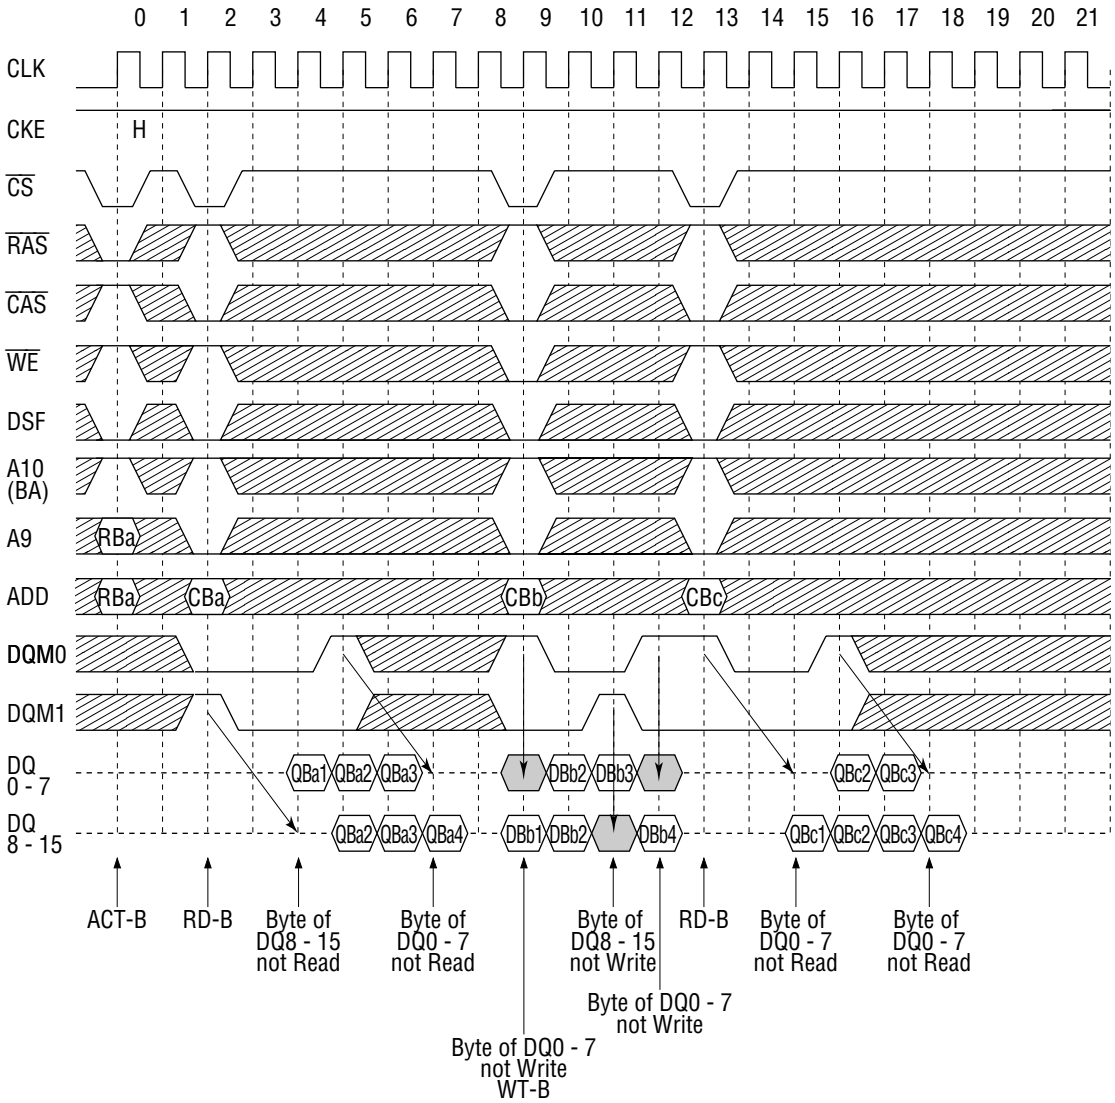 0 1 2 3 4 5 6 7 8 9 10 11 12 13 14 15 16 17 18 19 20 21
CLK
CKE H
CS
RAS
CAS
WE
DSF
A10
(BA)
A9 RBa
ADD RBa CBa CBb CBc
DQM0
DQM1
DQ
0 - 7 QBa1 QBa2 QBa3 DBb2 DBb3 QBc2 QBc3
DQ
8 - 15 QBa2 QBa3 QBa4 DBb1 DBb2 DBb4 QBc1 QBc2 QBc3 QBc4
ACT-B RD-B Byte of Byte of Byte of RD-B Byte of Byte of
DQ8 - 15 DQ0 - 7 DQ8 - 15 DQ0 - 7 DQ0 - 7
not Read not Read not Write not Read not Read
Byte of DQ0 - 7
not Write
Byte of DQ0 - 7
not Write
WT-B